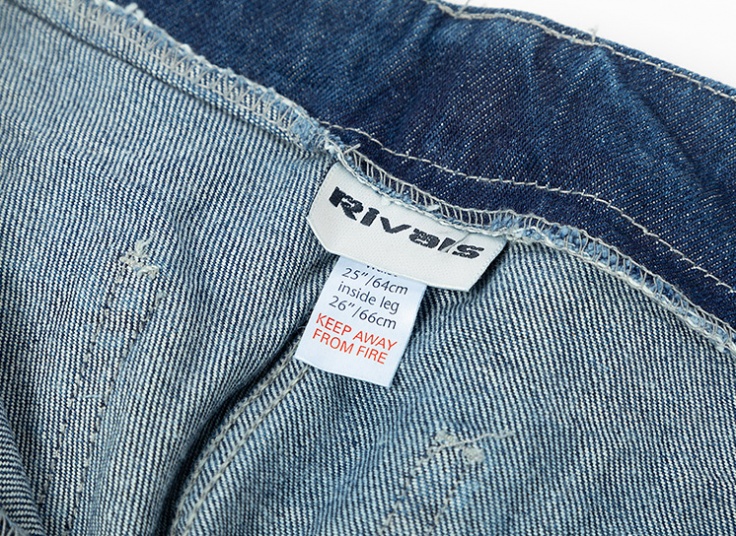 Rivals
25"/64cm
inside leg
26"/66cm
KEEP AWAY
FROM FIRE